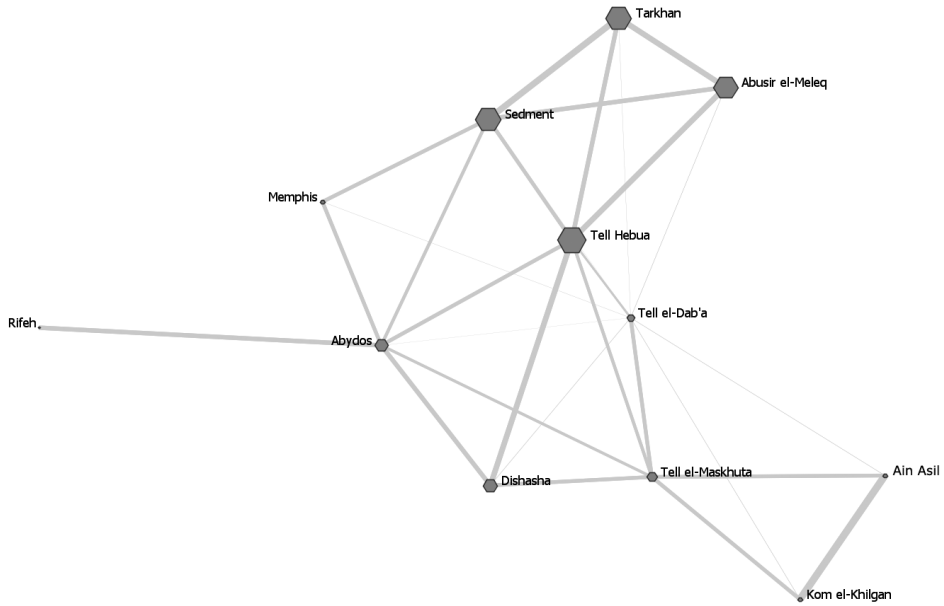 Tarkhan
Abusir el-Meleq
Sedment
Memphis
Tell Hebua
Tell el-Dab'a
Rifeh
Abydos
Tell el-Maskhuta
Ain Asil
Dishasha
Kom el-Khilgan